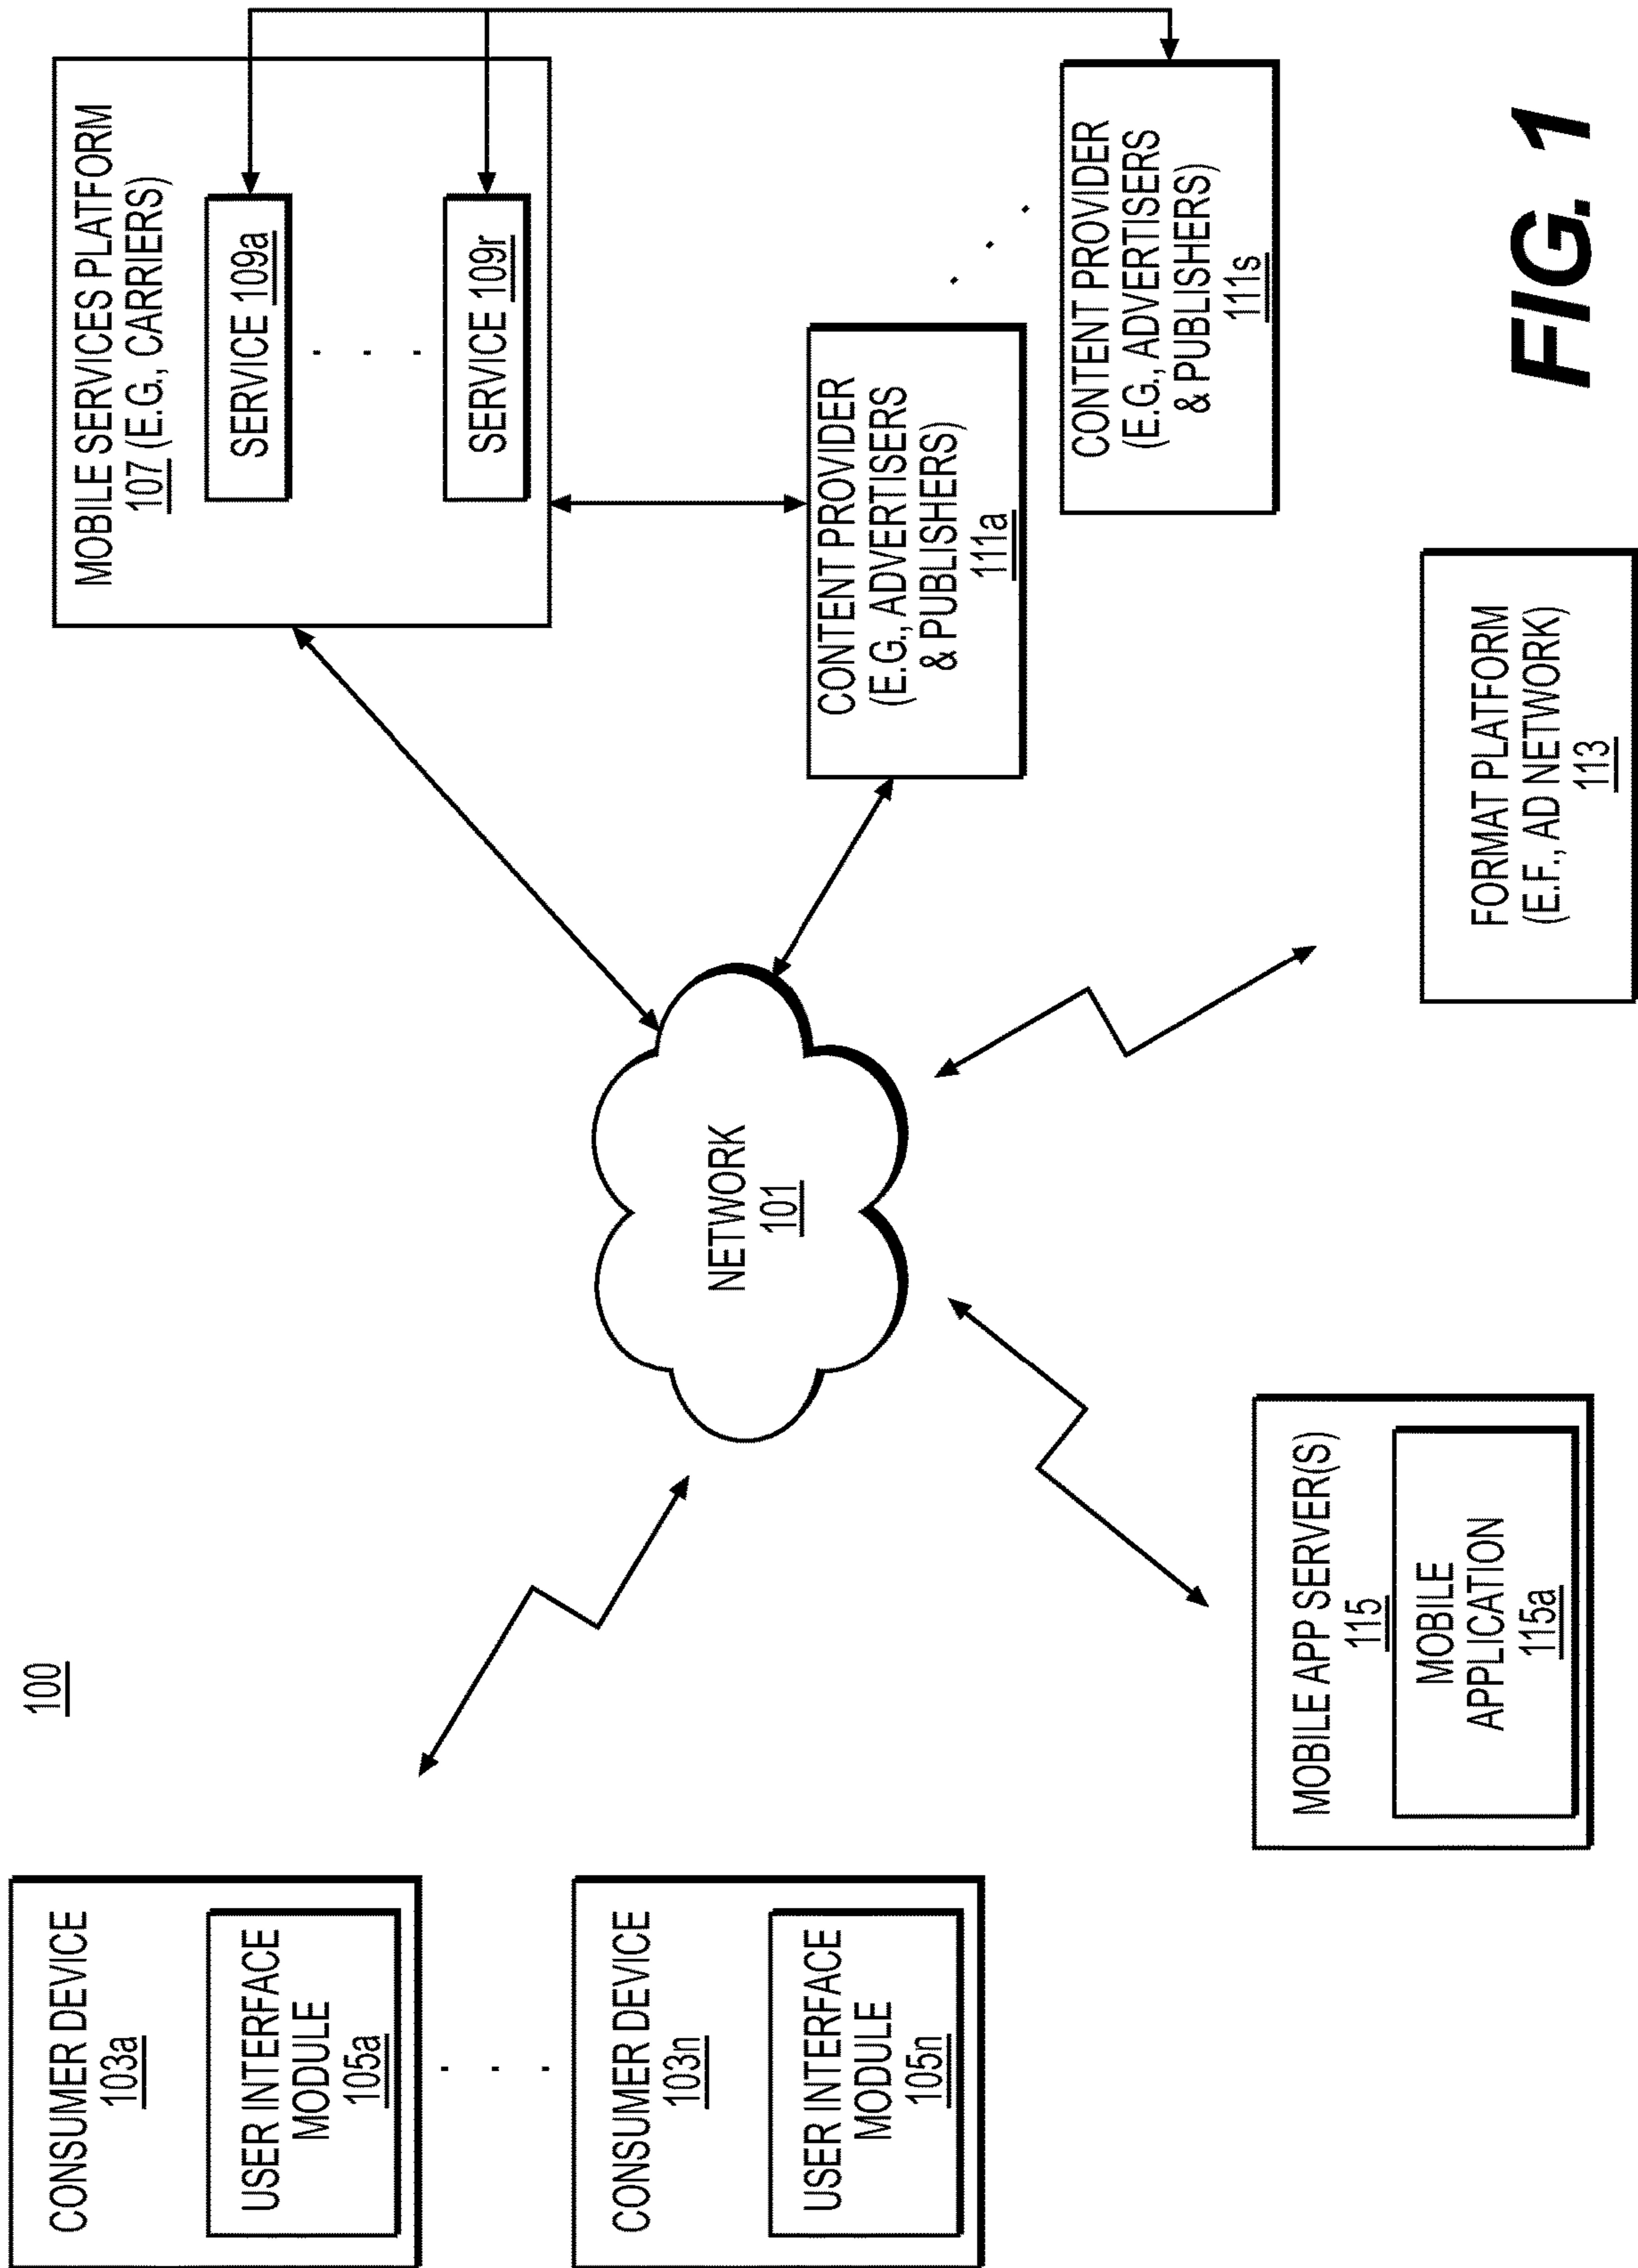 100
CONSUMER DEVICE
103a
USER INTERFACE
MODULE
105a
CONSUMER DEVICE
103n
USER INTERFACE
MODULE
105n
MOBILE APP SERVER(S)
115
MOBILE
APPLICATION
115a
NETWORK
101
MOBILE SERVICES PLATFORM
107 (E.G., CARRIERS)
SERVICE 109a
SERVICE 109r
CONTENT PROVIDER
(E.G., ADVERTISERS
& PUBLISHERS)
111a
CONTENT PROVIDER
(E.G., ADVERTISERS
& PUBLISHERS)
111s
FORMAT PLATFORM
(E.F., AD NETWORK)
113
FIG. 1